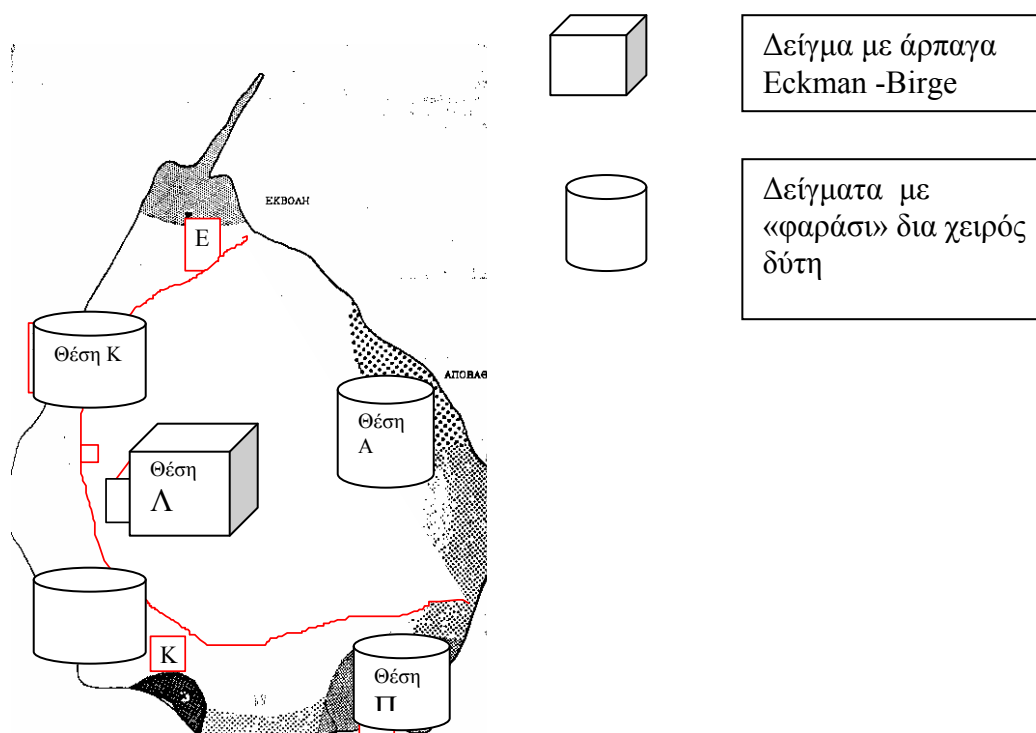 Δείγμα με άρπαγα
Eckman -Birge
Δείγματα με
«φαράσι» δια χειρός
δύτη
ΕΚΒΟΛΗ
Ε
Θέση Κ
ΑΠΟΒΑΘ
Θέση
Α
Θέση
Λ
Κ
Θέση
Π